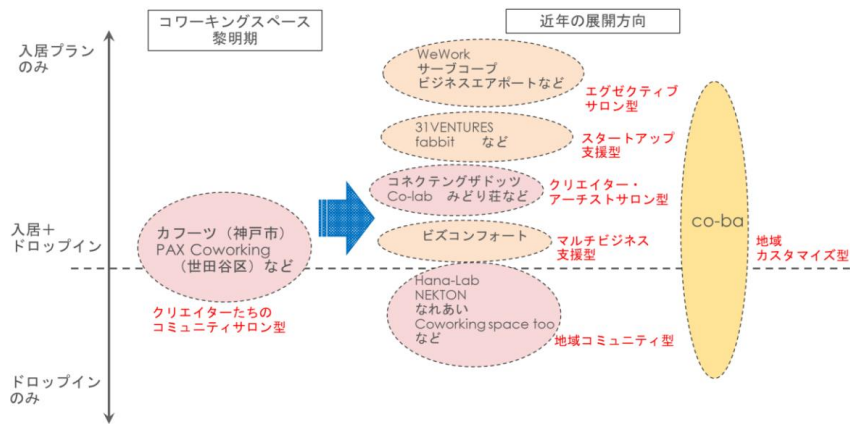 コワーキングスペース
黎明期
近年の展開方向
入居プラン
のみ
WeWork
サーブコープ
ビジネスエアポートなど
エグゼクティブ
サロン型
31VENTURES
fabbit　など
スタートアップ
支援型
コネクテングザドッツ
Co-lab　みどり荘など
クリエイター・
アーチストサロン型
入居＋
ドロップイン
カフーツ（神戸市）
PAX Coworking
（世田谷区）など
クリエイターたちの
コミュニティサロン型
ビズコンフォート
マルチビジネス
支援型
co-ba
地域
カスタマイズ型
Hana-Lab
NEKTON
なれあい
Coworking space too
など
地域コミュニティ型
ドロップイン
のみ